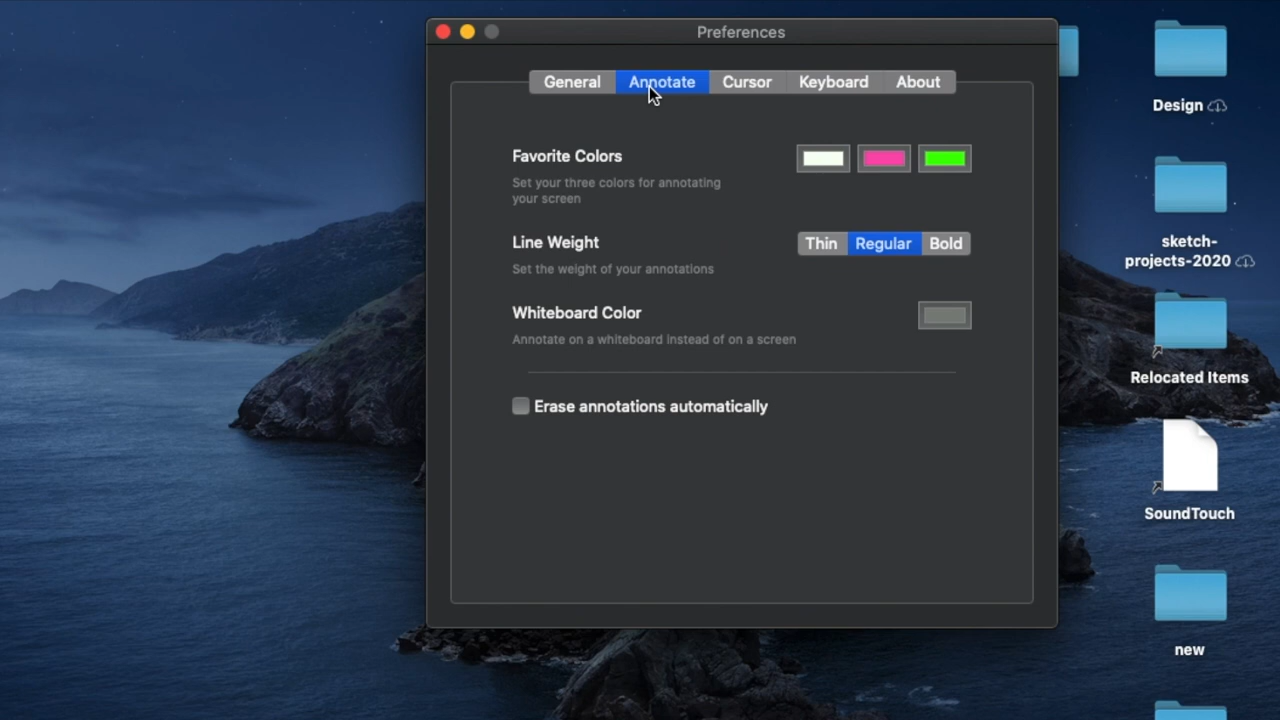 Preferences
General Annotate Cursor Keyboard About
Favorite Colors
Set your three colors for annotating
your screen
Line Weight
Thin Regular Bold
Set the weight of your annotations
Whiteboard Color
Annotate on a whiteboard instead of on a screen
Erase annotations automatically
Design
sketch-
projects-2020
Relocated Items
SoundTouch
new